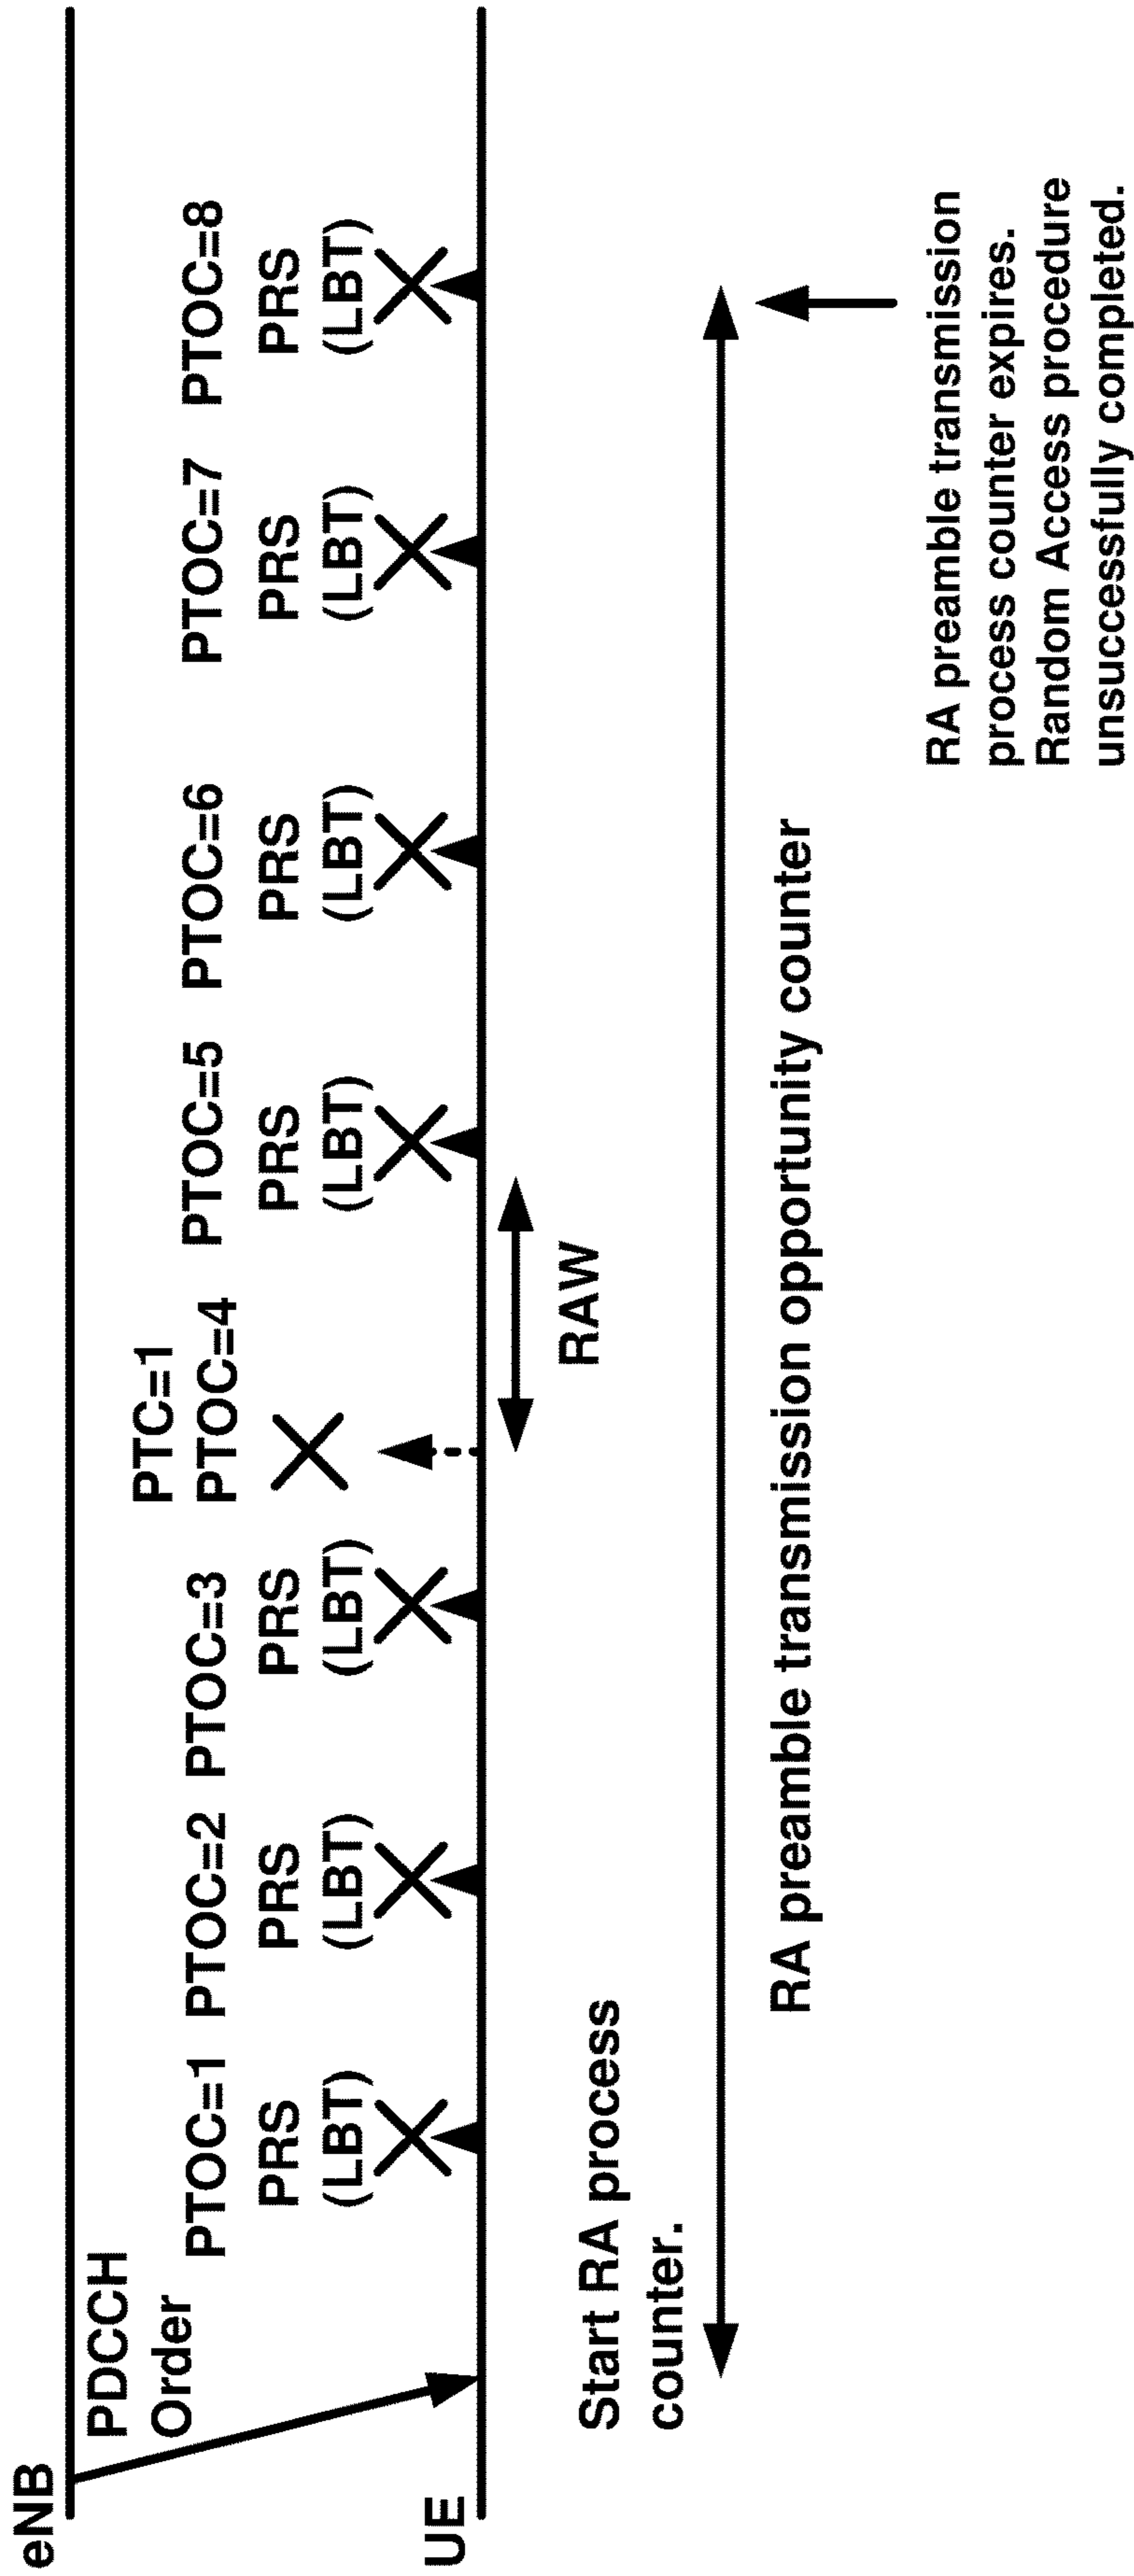 eNB
PDCCH
Order
PTC=1
PTOC=1 PTOC=2 PTOC=3 PTOC=4 PTOC=5 PTOC=6 PTOC=7 PTOC=8
PRS PRS PRS PRS PRS PRS PRS
(LBT) (LBT) (LBT) (LBT) (LBT) (LBT) (LBT)
UE
RAW
Start RA process
counter.
RA preamble transmission opportunity counter
RA preamble transmission
process counter expires.
Random Access procedure
unsuccessfully completed.